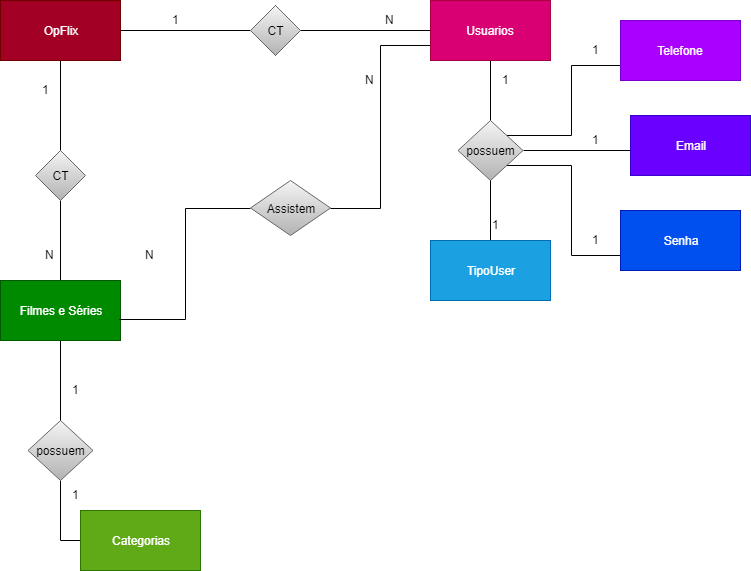 OpFlix
1
CT
N
Usuarios
1
Telefone
N
1
1
CT
possuem
1
Email
Assistem
N
N
1
1
Senha
TipoUser
Filmes e Séries
1
possuem
1
Categorias